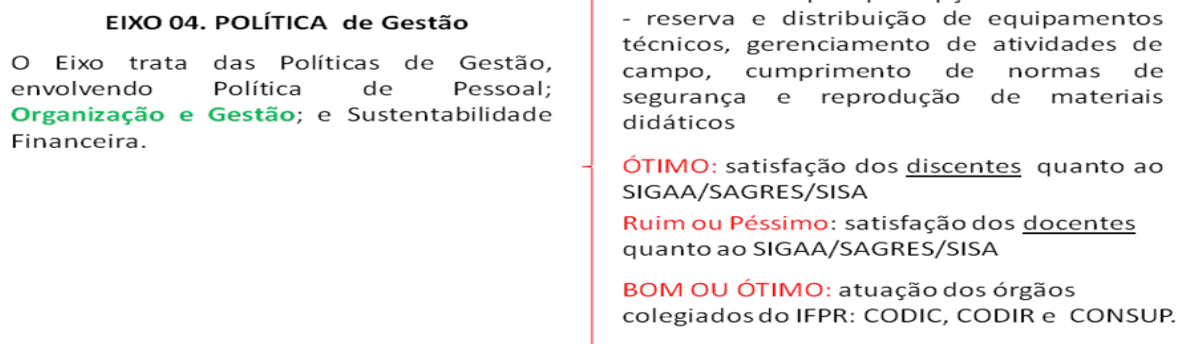 EIXO 04. POLÍTICA de Gestão
O Eixo trata das Políticas de Gestão,
envolvendo Política de Pessoal;
Organização e Gestão; e Sustentabilidade
Financeira.
- reserva e distribuição de equipamentos
técnicos, gerenciamento de atividades de
campo, cumprimento de normas de
segurança e reprodução de materiais
didáticos
ÓTIMO: satisfação dos discentes quanto ao
SIGAA/SAGRES/SISA
Ruim ou Péssimo: satisfação dos docentes
quanto ao SIGAA/SAGRES/SISA
BOM OU ÓTIMO: atuação dos órgãos
colegiados do IFPR: CODIC, CODIR e CONSUP.